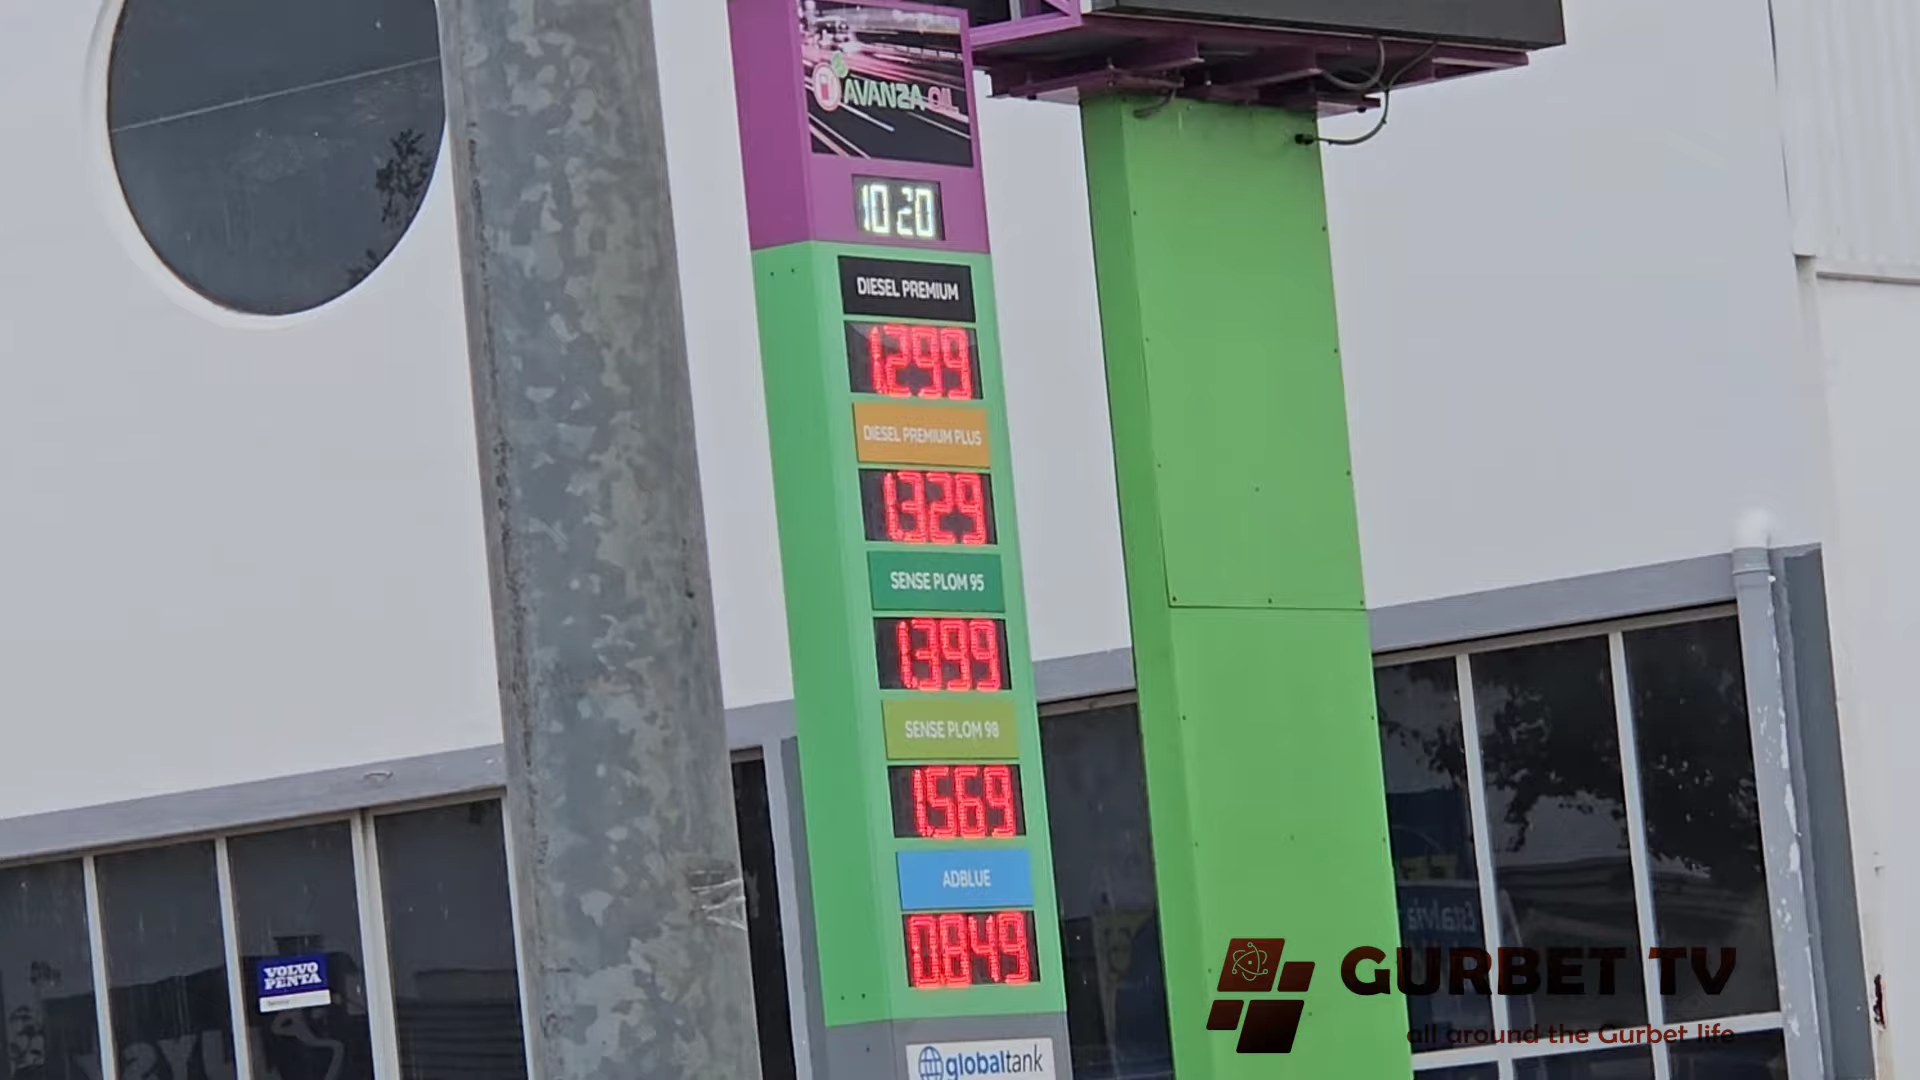 AVANZA OIL
10 20
DIESEL PREMIUM
1.299
DIESEL PREMIUM PLUS
1.329
SENSE PLOM 95
1.399
SENSE PLOM 98
1.569
ADBLUE
0.849
globaltank
VOLVO
PENTA
GURBET TV
all around the Gurbet life